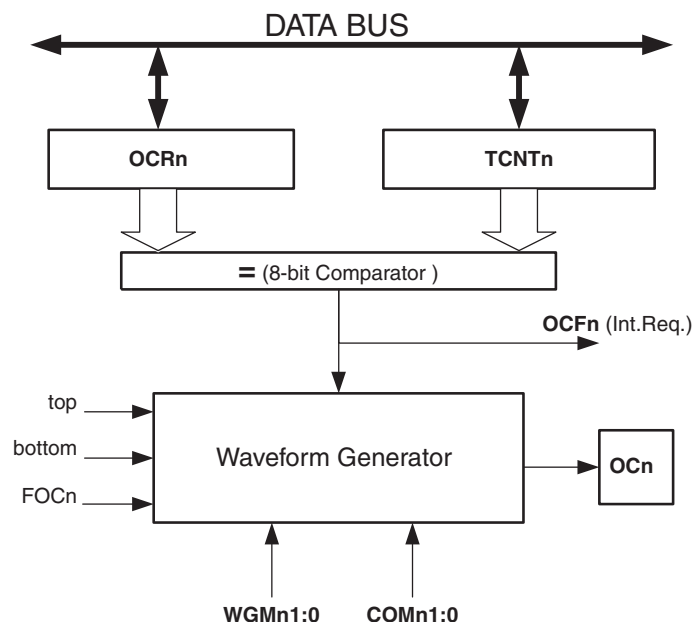 DATA BUS
OCRn
TCNTn
= (8-bit Comparator )
OCFn (Int.Req.)
top
bottom
FOCn
Waveform Generator
OCn
WGMn1:0
COMn1:0